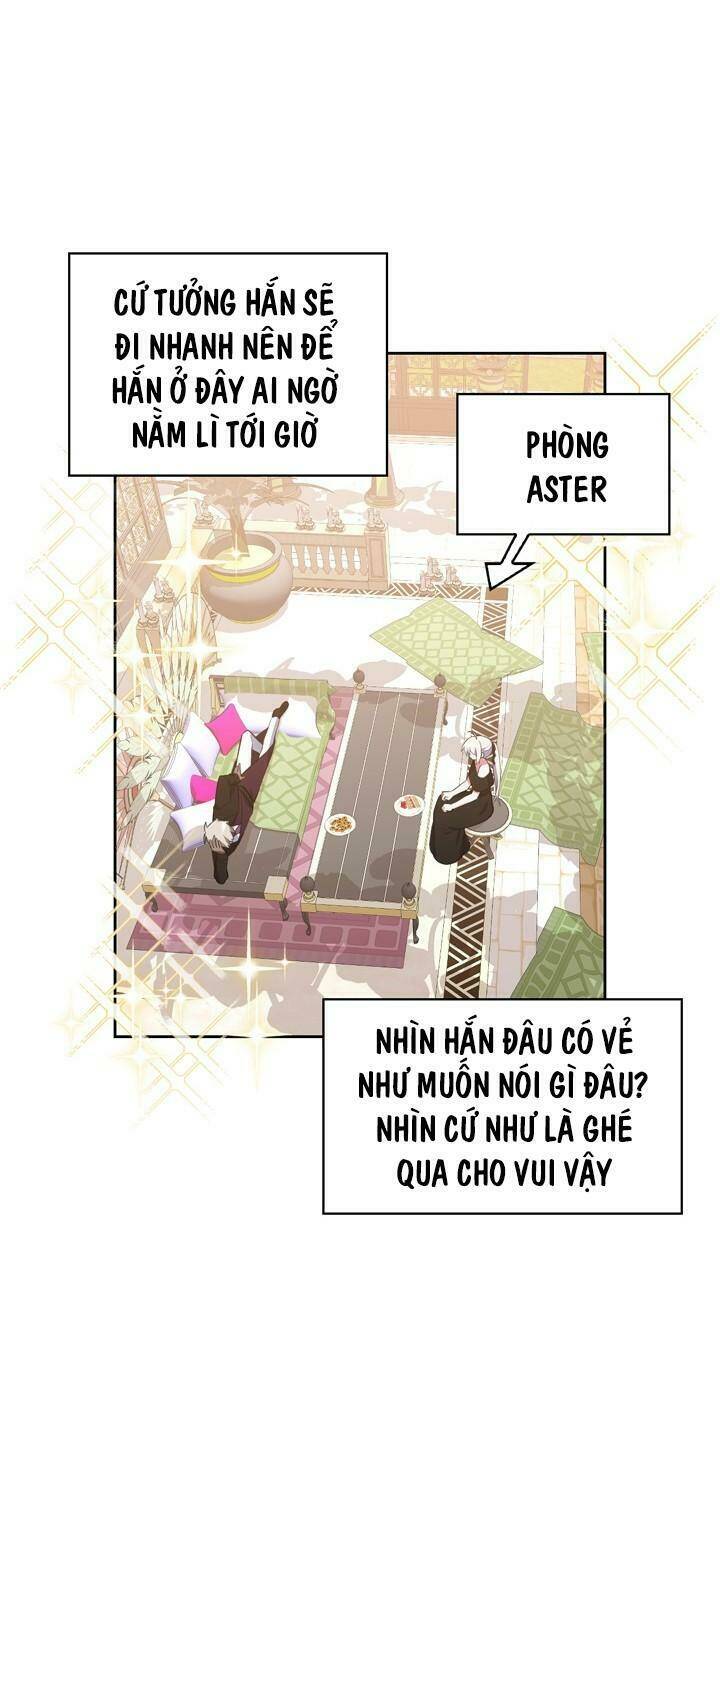 CỨ TƯỞNG HẮN SẼ
ĐI NHANH NÊN ĐỂ
HẮN Ở ĐÂY AI NGỜ
NẰM LÌ TỚI GIỜ
PHÒNG
ASTER
NHÌN HẮN ĐÂU CÓ VẺ
NHƯ MUỐN NÓI GÌ ĐÂU?
NHÌN CỨ NHƯ LÀ GHÉ
QUA CHO VUI VẬY